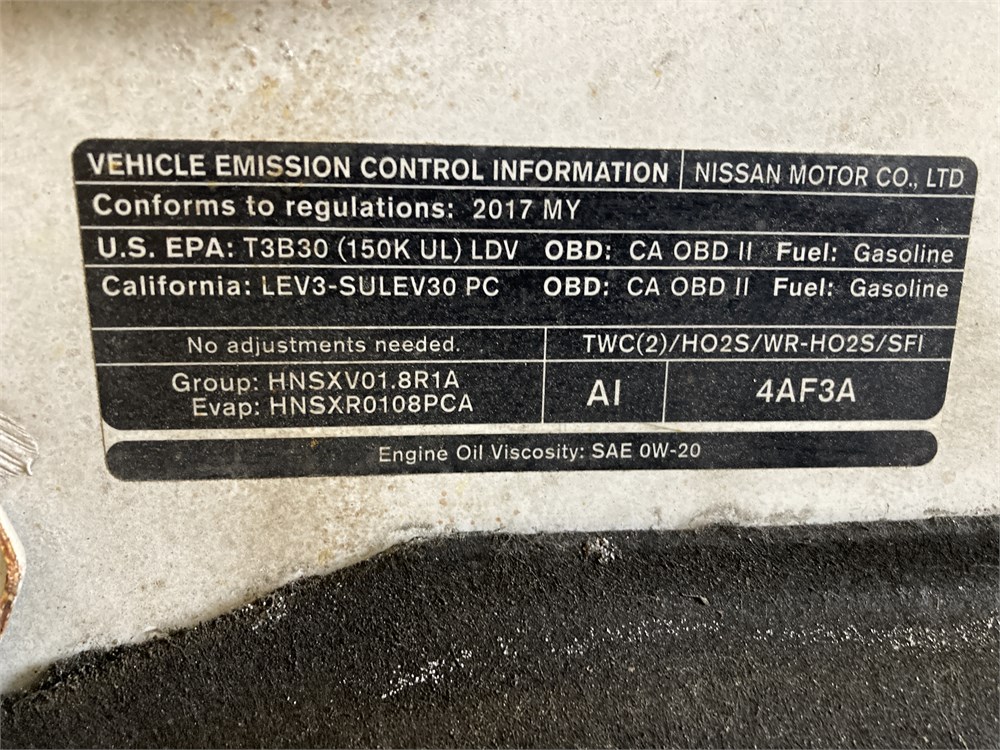 VEHICLE EMISSION CONTROL INFORMATION NISSAN MOTOR CO., LTD
Conforms to regulations: 2017 MY
U.S. EPA: T3B30 (150K UL) LDV OBD: CA OBD II Fuel: Gasoline
California: LEV3-SULEV30 PC OBD: CA OBD II Fuel: Gasoline
No adjustments needed. TWC(2)/HO2S/WR-HO2S/SFI
Group: HNSXV01.8R1A
Evap: HNSXR0108PCA
AI
4AF3A
Engine Oil Viscosity: SAE 0W-20